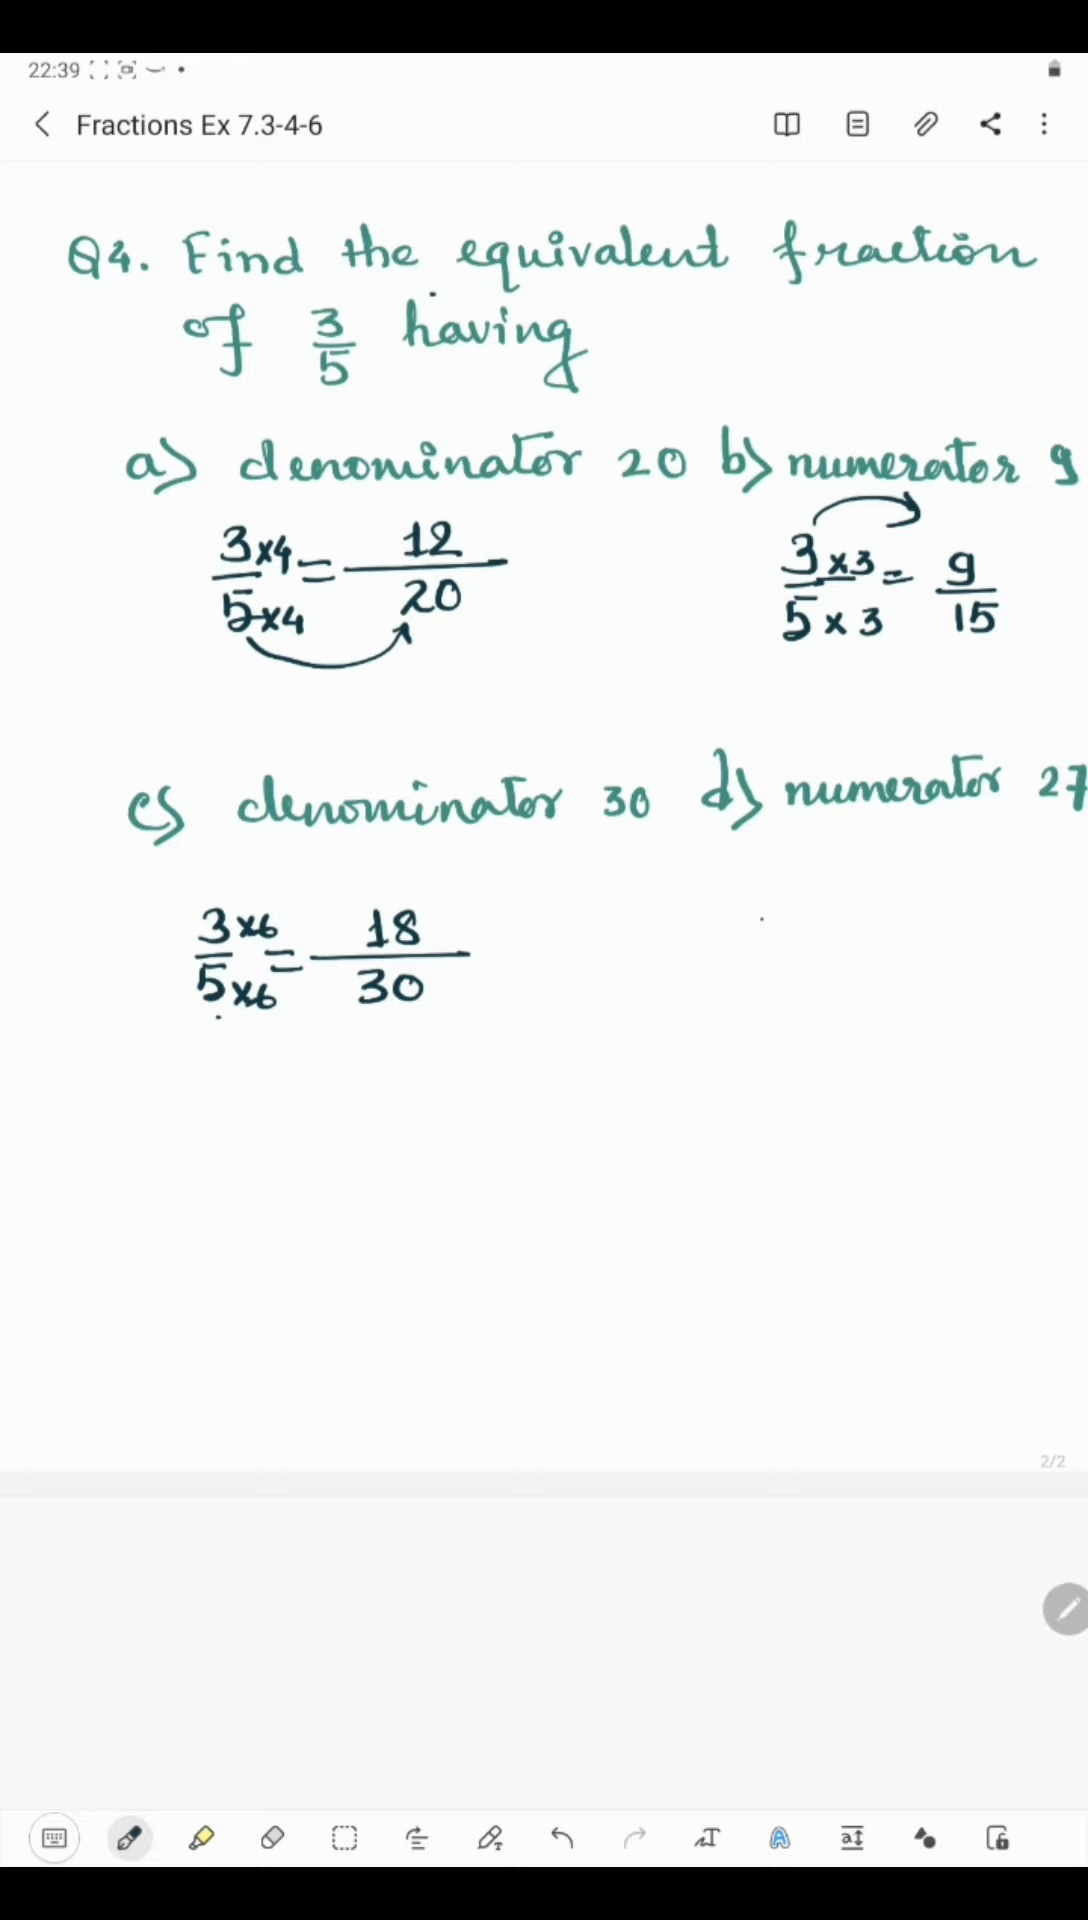 22:39
Fractions Ex 7.3-4-6
Q4. Find the equivalent fraction
of 3/5 having
a) denominator 20 b) numerator 9
3×4/5×4 = 12/20 3×3/5×3 = 9/15
c) denominator 30 d) numerator 27
3×6/5×6 = 18/30
2/2